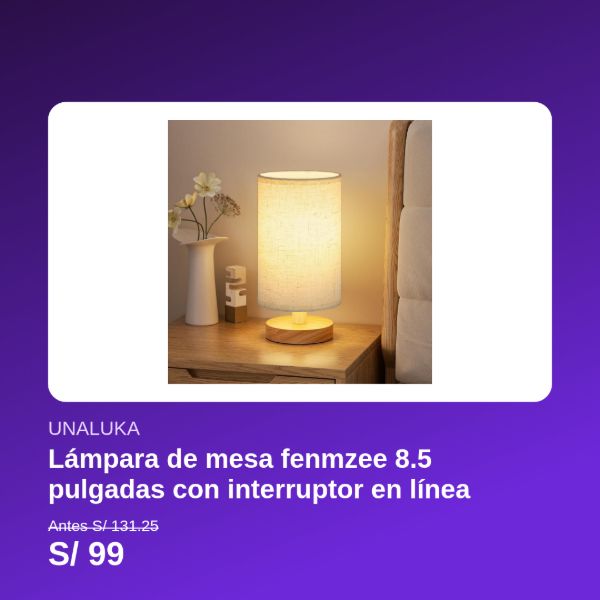 UNALUKA
Lámpara de mesa fenmzee 8.5
pulgadas con interruptor en línea
Antes S/ 131.25
S/ 99